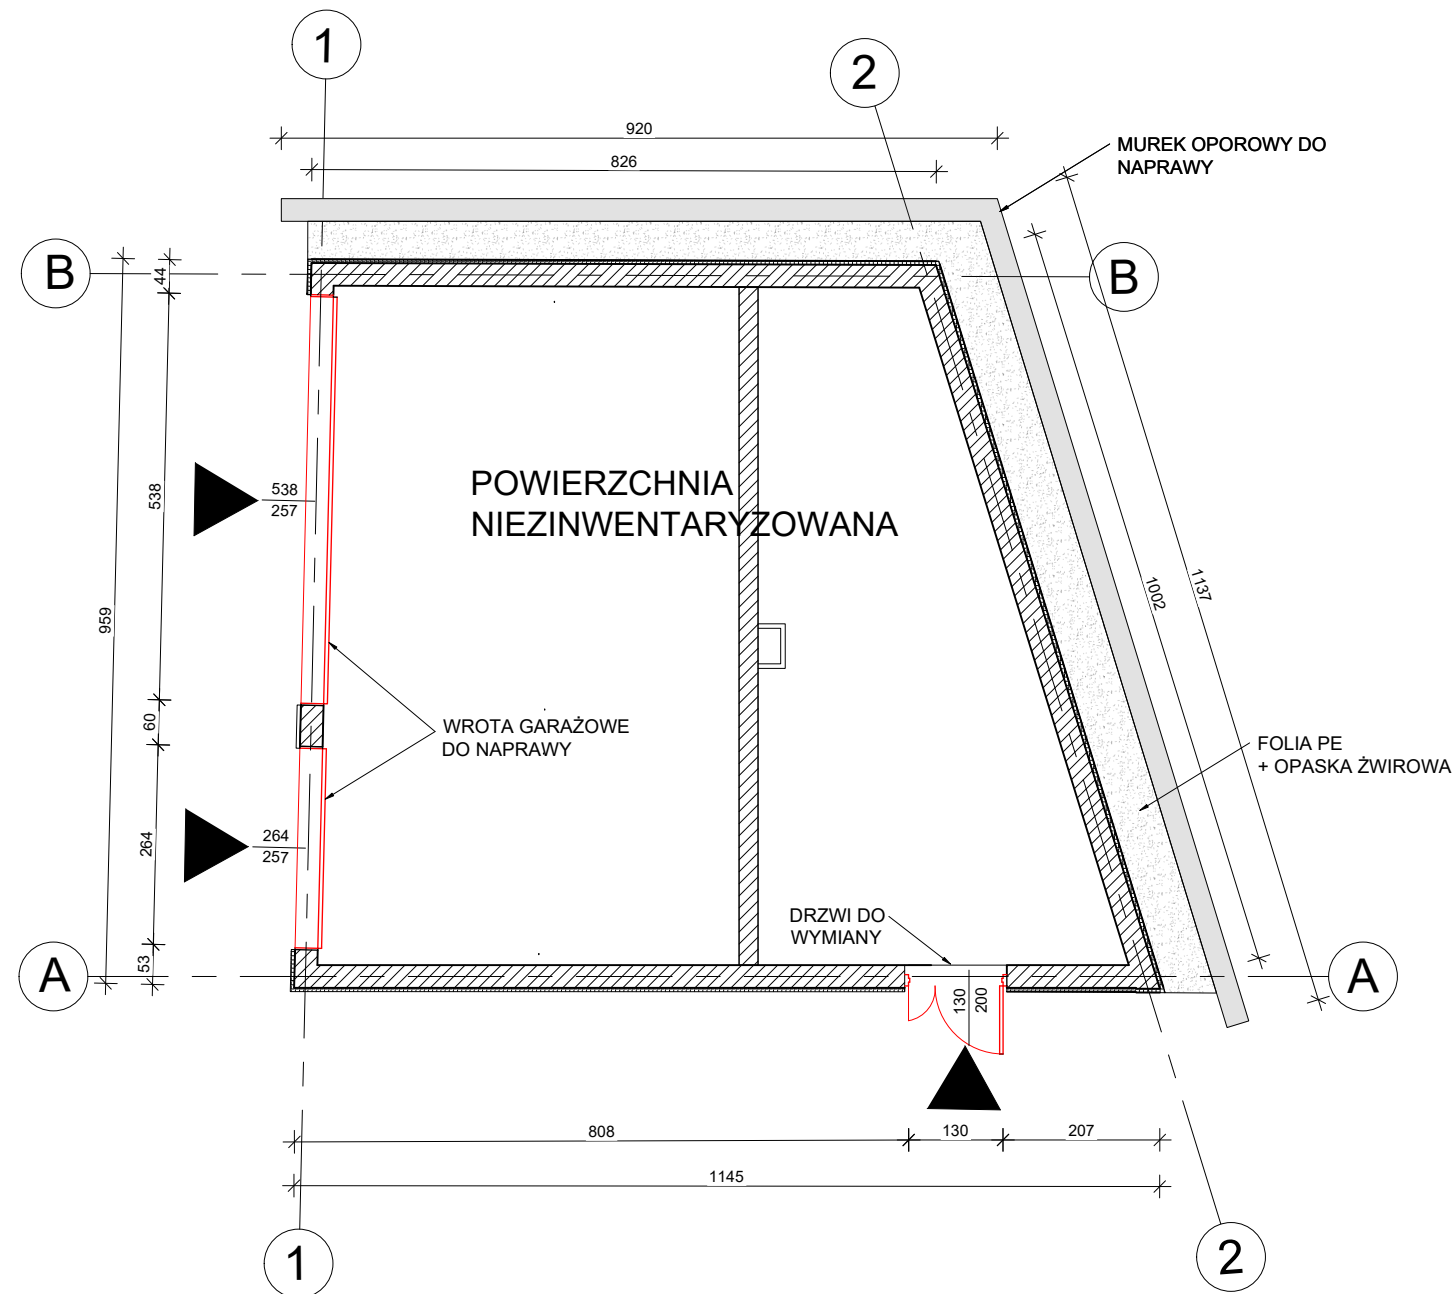 1
2
920
826
MUREK OPOROWY DO
NAPRAWY
B
B
44
538
538
257
POWIERZCHNIA
NIEZINWENTARYZOWANA
959
1002
1137
60
WROTA GARAŻOWE
DO NAPRAWY
FOLIA PE
+ OPASKA ŻWIROWA
264
264
257
DRZWI DO
WYMIANY
A
A
53
130
200
808
130
207
1145
1
2